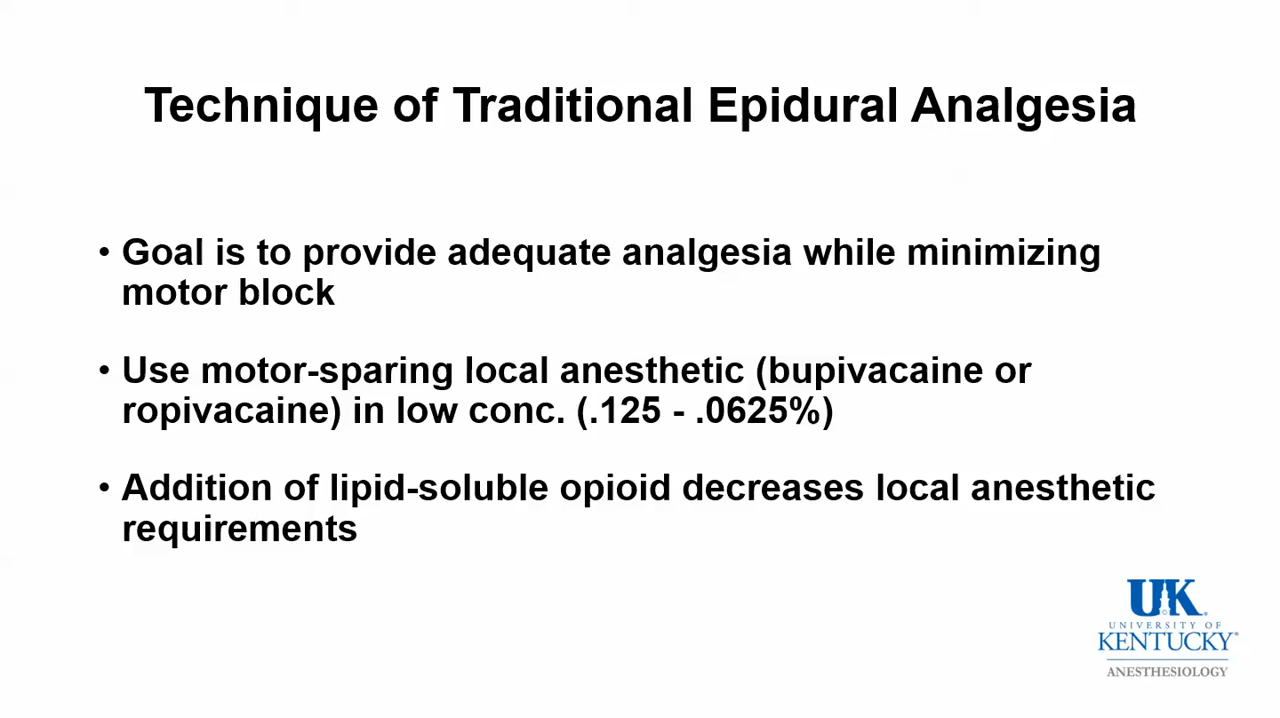 Technique of Traditional Epidural Analgesia
• Goal is to provide adequate analgesia while minimizing
motor block
• Use motor-sparing local anesthetic (bupivacaine or
ropivacaine) in low conc. (.125 - .0625%)
• Addition of lipid-soluble opioid decreases local anesthetic
requirements
UK
UNIVERSITY OF
KENTUCKY®
ANESTHESIOLOGY